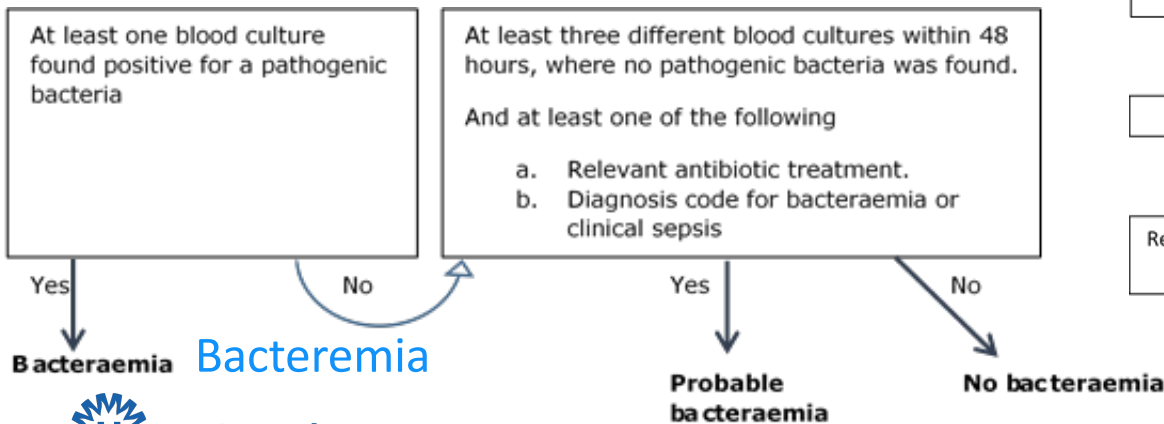 At least one blood culture
found positive for a pathogenic
bacteria
At least three different blood cultures within 48
hours, where no pathogenic bacteria was found.
And at least one of the following
a. Relevant antibiotic treatment.
b. Diagnosis code for bacteraemia or
clinical sepsis
Yes
No
Yes
No
Bacteraemia
Bacteremia
Probable
bacteraemia
No bacteraemia